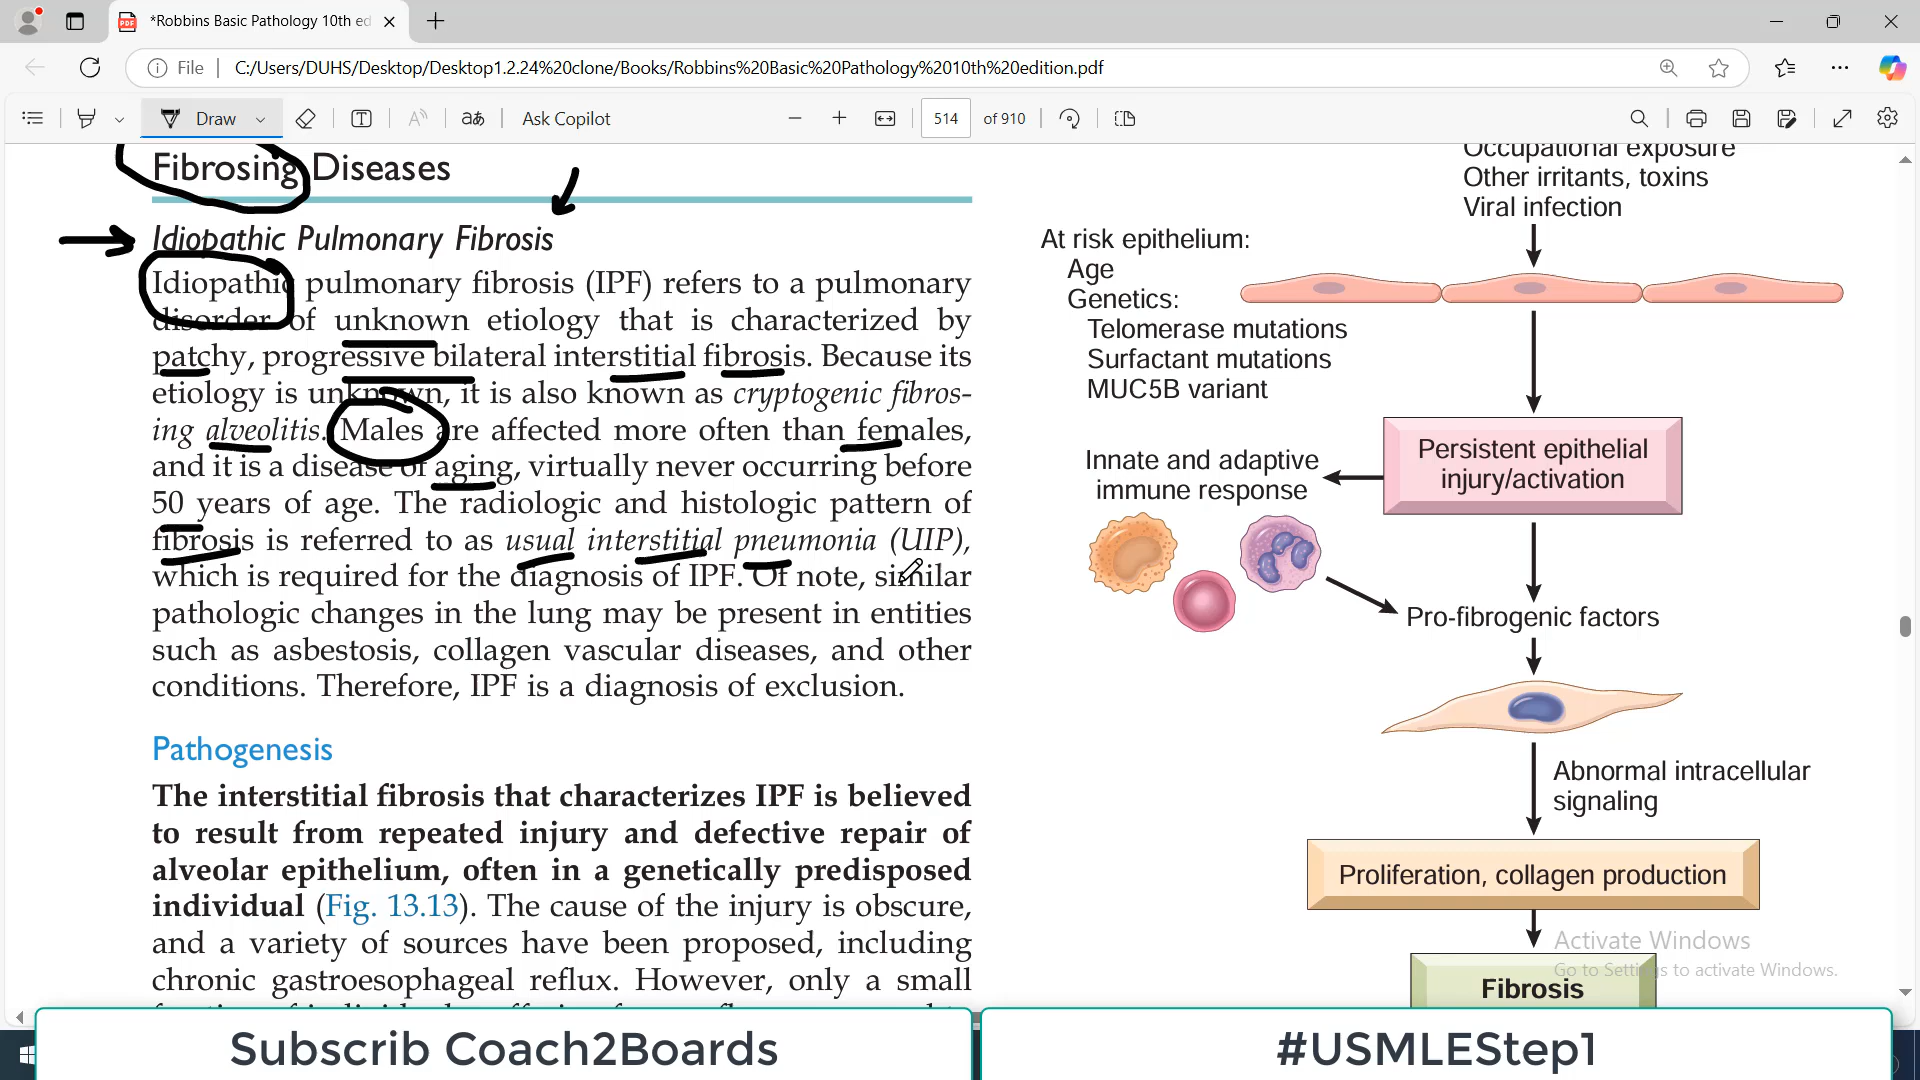 *Robbins Basic Pathology 10th ed
File
C:/Users/DUHS/Desktop/Desktop1.2.24%20clone/Books/Robbins%20Basic%20Pathology%2010th%20edition.pdf
Draw
Ask Copilot
514 of 910
Fibrosing Diseases
Idiopathic Pulmonary Fibrosis
Idiopathic pulmonary fibrosis (IPF) refers to a pulmonary
disorder of unknown etiology that is characterized by
patchy, progressive bilateral interstitial fibrosis. Because its
etiology is unknown, it is also known as cryptogenic fibros-
ing alveolitis. Males are affected more often than females,
and it is a disease of aging, virtually never occurring before
50 years of age. The radiologic and histologic pattern of
fibrosis is referred to as usual interstitial pneumonia (UIP),
which is required for the diagnosis of IPF. Of note, similar
pathologic changes in the lung may be present in entities
such as asbestosis, collagen vascular diseases, and other
conditions. Therefore, IPF is a diagnosis of exclusion.
Pathogenesis
The interstitial fibrosis that characterizes IPF is believed
to result from repeated injury and defective repair of
alveolar epithelium, often in a genetically predisposed
individual (Fig. 13.13). The cause of the injury is obscure,
and a variety of sources have been proposed, including
chronic gastroesophageal reflux. However, only a small
Occupational exposure
Other irritants, toxins
Viral infection
At risk epithelium:
Age
Genetics:
Telomerase mutations
Surfactant mutations
MUC5B variant
Persistent epithelial
injury/activation
Innate and adaptive
immune response
Pro-fibrogenic factors
Abnormal intracellular
signaling
Proliferation, collagen production
Fibrosis
Activate Windows
Go to Settings to activate Windows.
Subscrib Coach2Boards
#USMLEStep1